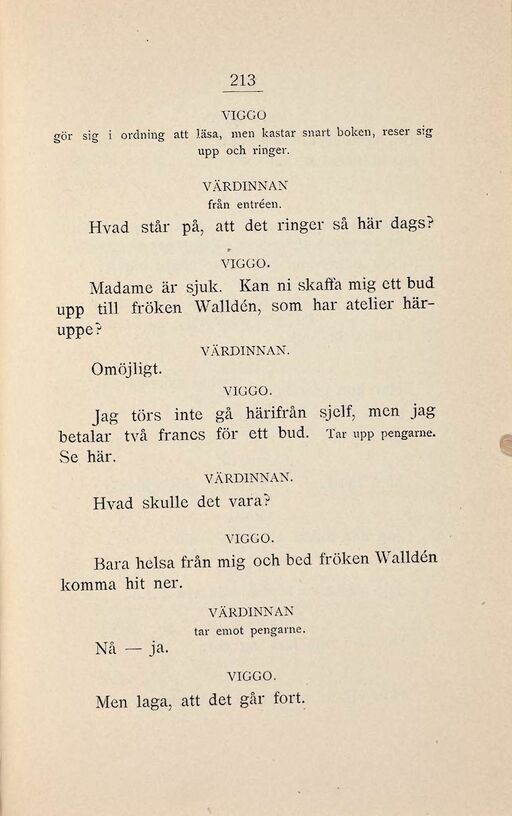 213
VIGGO
gör sig i ordning att läsa, men kastar snart boken, reser sig
upp och ringer.
VÄRDINNAN
från entréen.
Hvad står på, att det ringer så här dags?
VIGGO.
Madame är sjuk. Kan ni skaffa mig ett bud
upp till fröken Walldén, som har atelier här-
uppe?
VÄRDINNAN.
Omöjligt.
VIGGO.
Jag törs inte gå härifrån sjelf, men jag
betalar två francs för ett bud. Tar upp pengarne.
Se här.
VÄRDINNAN.
Hvad skulle det vara?
VIGGO.
Bara helsa från mig och bed fröken Walldén
komma hit ner.
VÄRDINNAN
tar emot pengarne.
Nå — ja.
VIGGO.
Men laga, att det går fort.